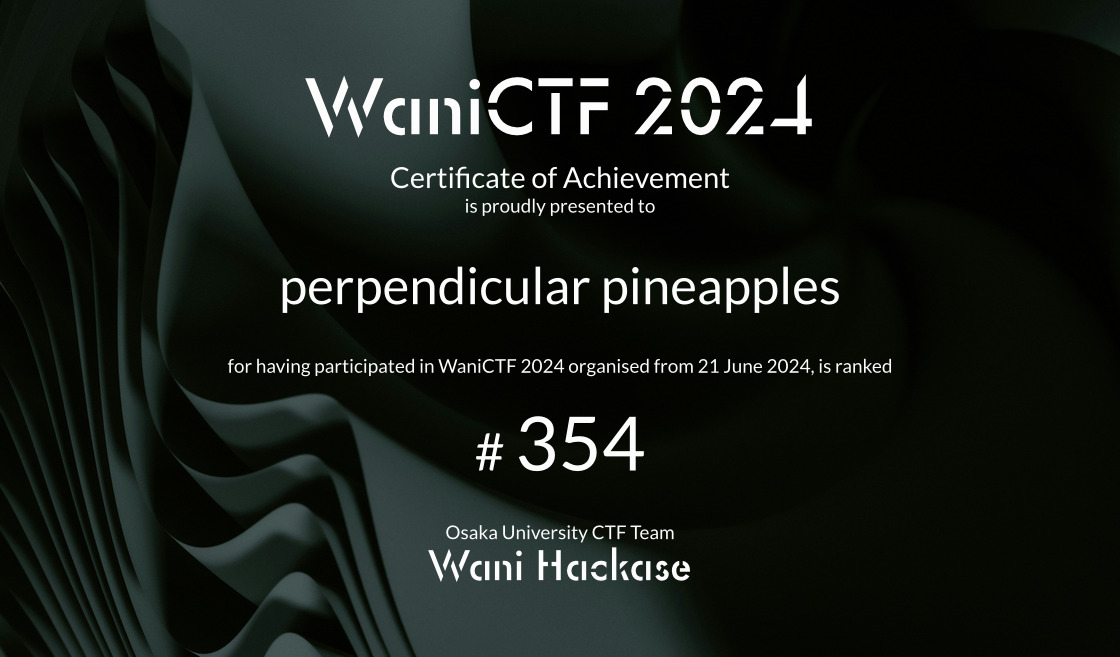 WaniCTF 2024
Certificate of Achievement
is proudly presented to
perpendicular pineapples
for having participated in WaniCTF 2024 organised from 21 June 2024, is ranked
# 354
Osaka University CTF Team
Wani Hackase